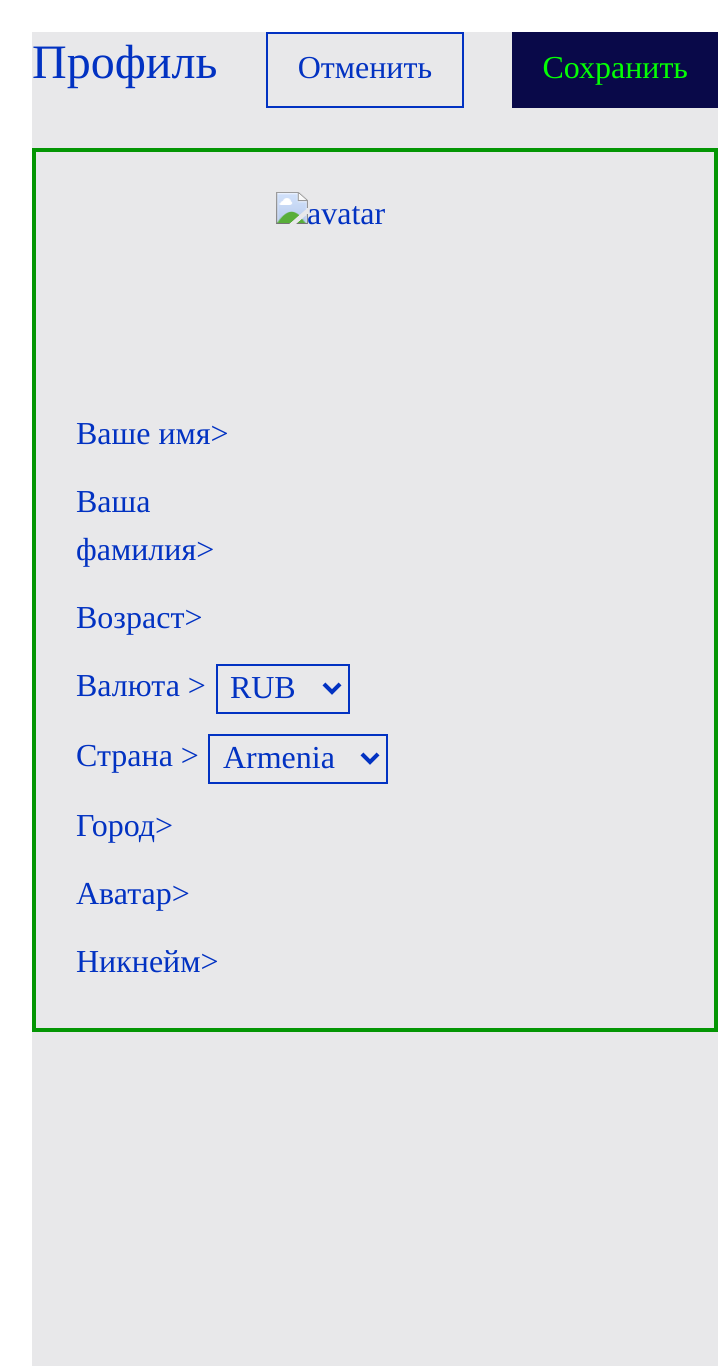 Профиль Отменить Сохранить
avatar
Ваше имя>
Ваша
фамилия>
Возраст>
Валюта > RUB
Страна > Armenia
Город>
Аватар>
Никнейм>